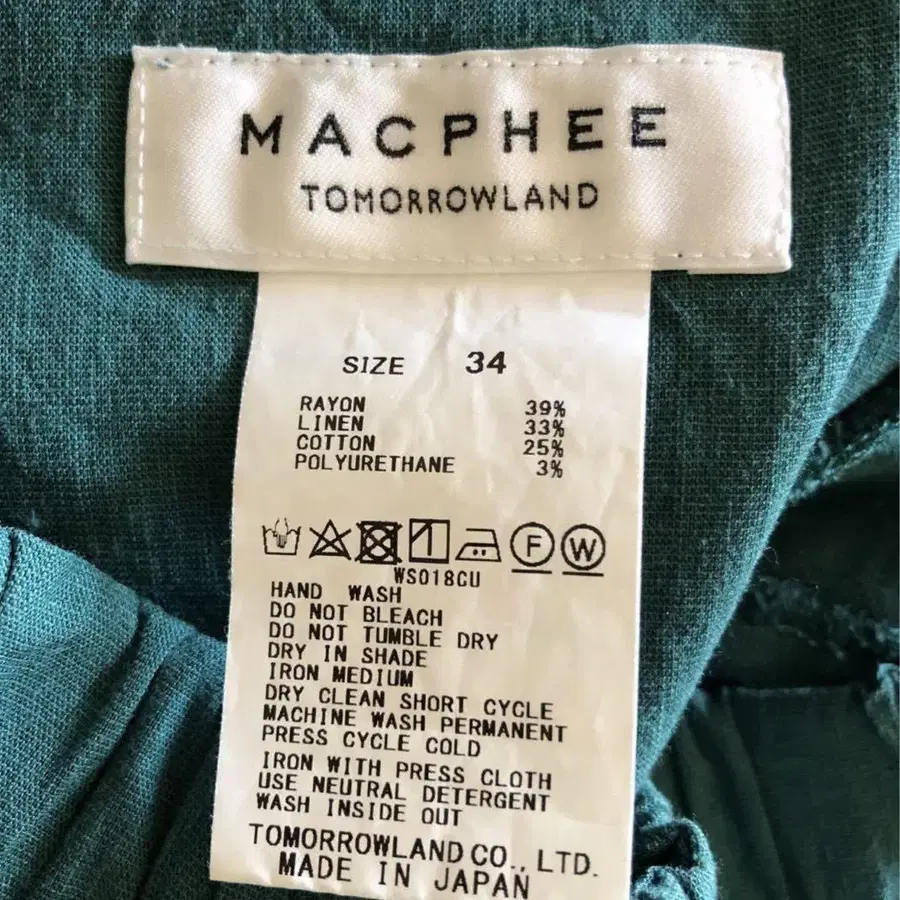 MACPHEE
TOMORROWLAND
SIZE 34
RAYON 39%
LINEN 33%
COTTON 25%
POLYURETHANE 3%
F W
WS018CU
HAND WASH
DO NOT BLEACH
DO NOT TUMBLE DRY
DRY IN SHADE
IRON MEDIUM
DRY CLEAN SHORT CYCLE
MACHINE WASH PERMANENT
PRESS CYCLE COLD
IRON WITH PRESS CLOTH
USE NEUTRAL DETERGENT
WASH INSIDE OUT
TOMORROWLAND CO., LTD.
MADE IN JAPAN